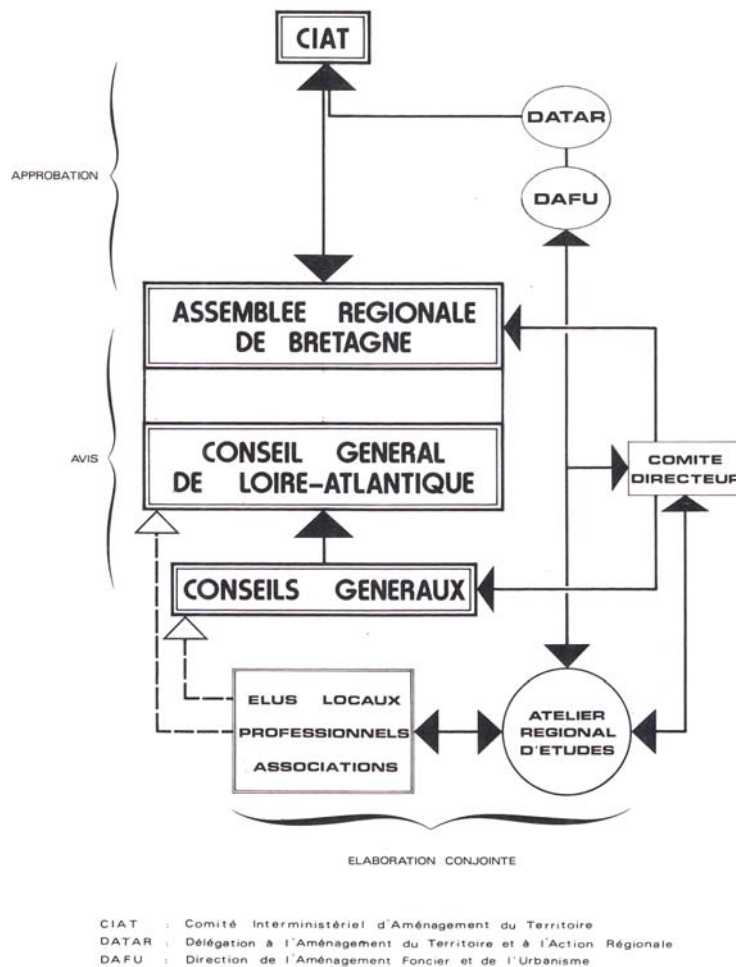 CIAT
DATAR
APPROBATION
DAFU
ASSEMBLEE REGIONALE
DE BRETAGNE
AVIS
CONSEIL GENERAL
DE LOIRE-ATLANTIQUE
COMITE
DIRECTEUR
CONSEILS GENERAUX
ELUS LOCAUX
PROFESSIONNELS
ASSOCIATIONS
ATELIER
REGIONAL
D'ETUDES
ELABORATION CONJOINTE
CIAT : Comité Interministériel d'Aménagement du Territoire
DATAR : Délégation à l'Aménagement du Territoire et à l'Action Régionale
DAFU : Direction de l'Aménagement Foncier et de l'Urbanisme